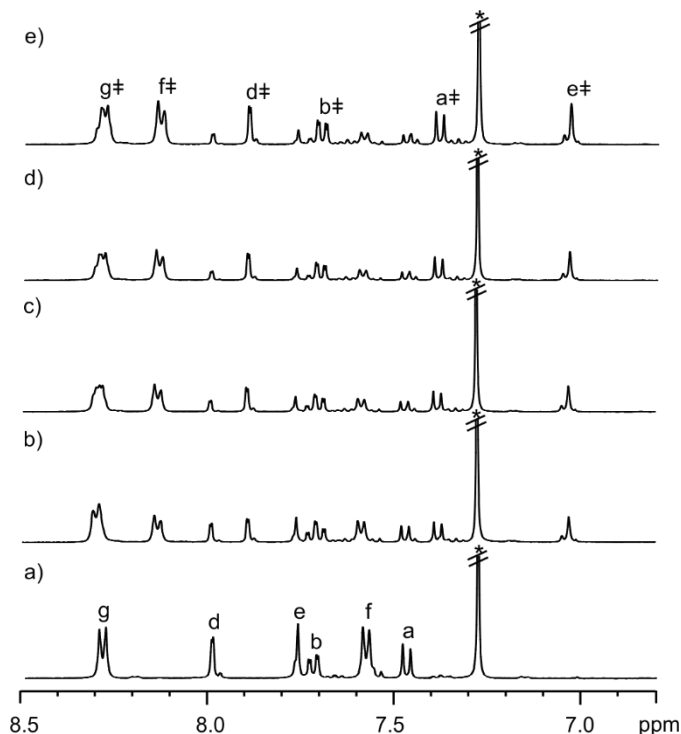 e)
g‡ f‡ d‡ b‡ a‡ * e‡
d)
*
c)
*
b)
*
a)
g d e b f a *
8.5 8.0 7.5 7.0 ppm